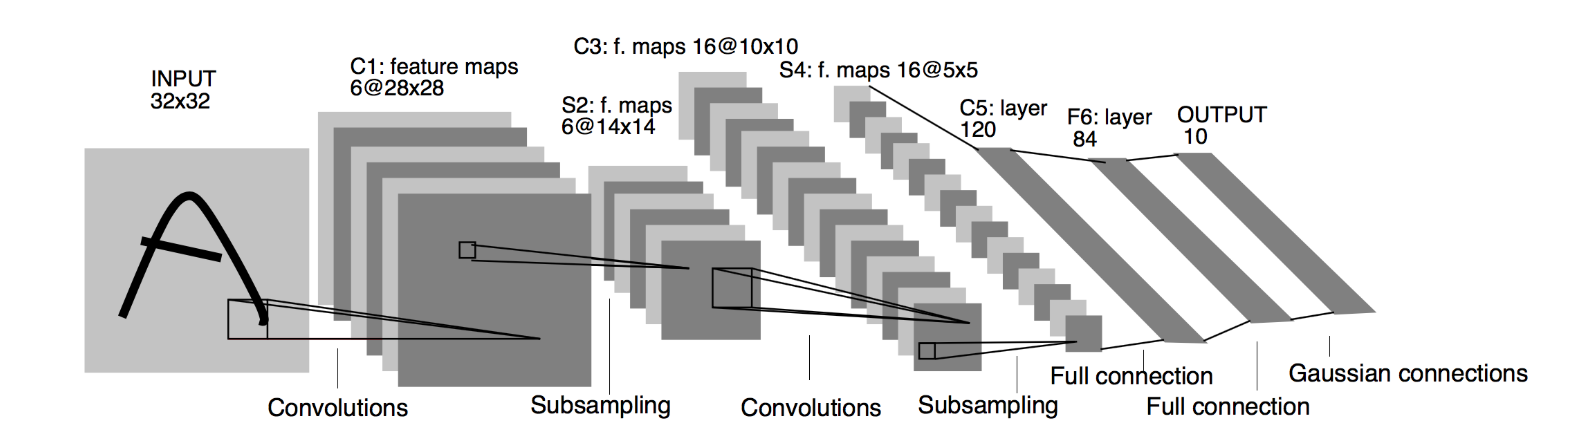 INPUT
32x32
C1: feature maps
6@28x28
S2: f. maps
6@14x14
C3: f. maps 16@10x10
S4: f. maps 16@5x5
C5: layer
120
F6: layer
84
OUTPUT
10
Convolutions
Subsampling
Convolutions
Subsampling
Full connection
Full connection
Gaussian connections